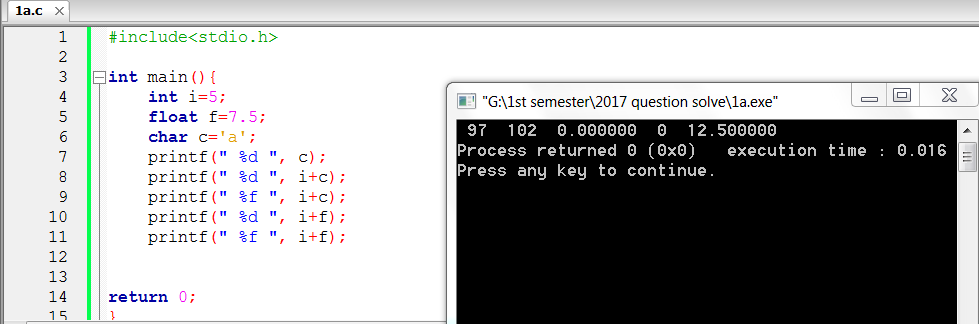 1a.c
1 #include<stdio.h>
2
3 int main(){
4 int i=5;
5 float f=7.5;
6 char c='a';
7 printf(" %d ", c);
8 printf(" %d ", i+c);
9 printf(" %f ", i+c);
10 printf(" %d ", i+f);
11 printf(" %f ", i+f);
12
13
14 return 0;
15 }
"G:\1st semester\2017 question solve\1a.exe"
97 102 0.000000 0 12.500000
Process returned 0 (0x0) execution time : 0.016
Press any key to continue.